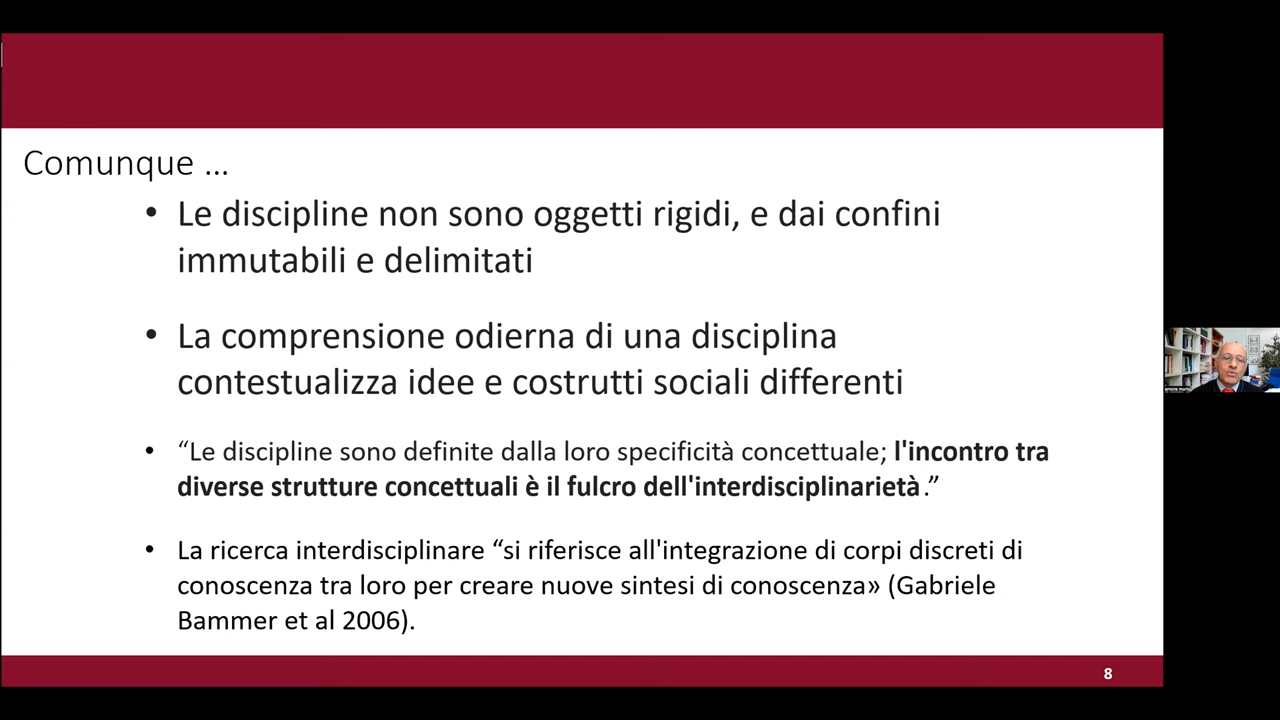 Comunque ...
• Le discipline non sono oggetti rigidi, e dai confini
immutabili e delimitati
• La comprensione odierna di una disciplina
contestualizza idee e costrutti sociali differenti
• “Le discipline sono definite dalla loro specificità concettuale; l'incontro tra
diverse strutture concettuali è il fulcro dell'interdisciplinarietà.”
• La ricerca interdisciplinare “si riferisce all'integrazione di corpi discreti di
conoscenza tra loro per creare nuove sintesi di conoscenza» (Gabriele
Bammer et al 2006).
8